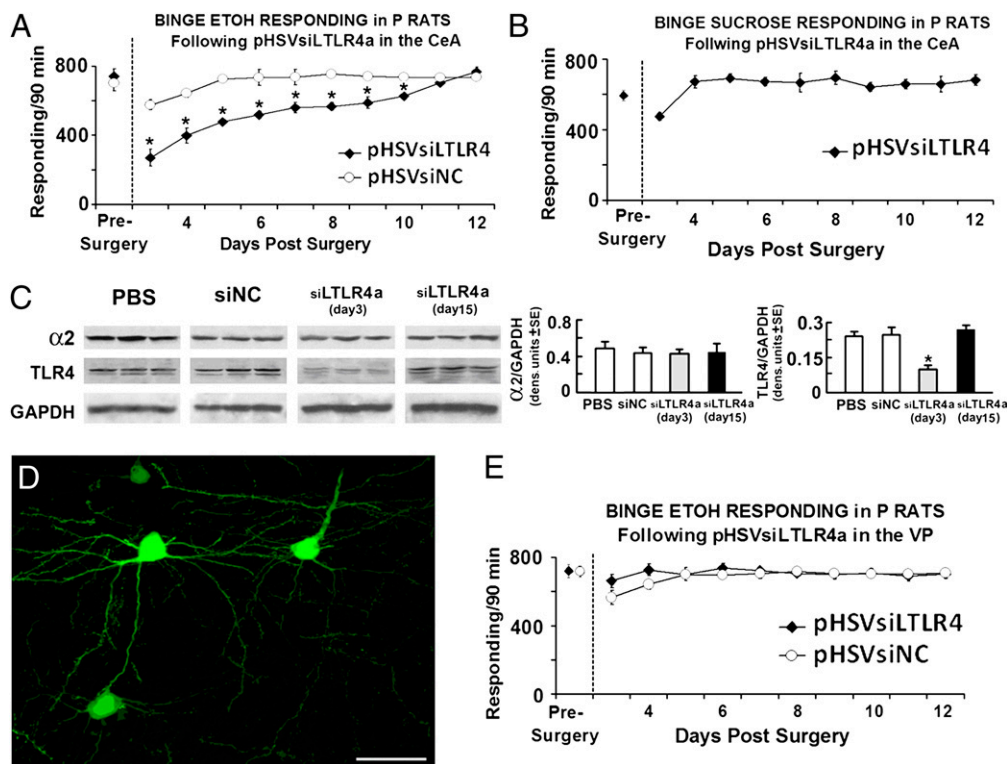 A
BINGE ETOH RESPONDING in P RATS
Following pHSVsiLTLR4a in the CeA
Responding/90 min
800
400
0
pHSVsiLTLR4
pHSVsiNC
* * * * * * * *
Pre-
Surgery
4 6 8 10 12
Days Post Surgery
B
BINGE SUCROSE RESPONDING in P RATS
Follwing pHSVsiLTLR4a in the CeA
Responding/90 min
800
400
0
pHSVsiLTLR4
Pre-
Surgery
4 6 8 10 12
Days Post Surgery
C
PBS siNC siLTLR4a siLTLR4a
(day3) (day15)
α2
TLR4
GAPDH
α2/GAPDH
(dens. units ±SE)
0.8
0.4
0
PBS siNC siLTLR4a siLTLR4a
(day3) (day15)
TLR4/GAPDH
(dens. units ±SE)
0.3
0.15
0
*
PBS siNC siLTLR4a siLTLR4a
(day3) (day15)
D
E
BINGE ETOH RESPONDING in P RATS
Following pHSVsiLTLR4a in the VP
Responding/90 min
800
400
0
pHSVsiLTLR4
pHSVsiNC
Pre-
Surgery
4 6 8 10 12
Days Post Surgery